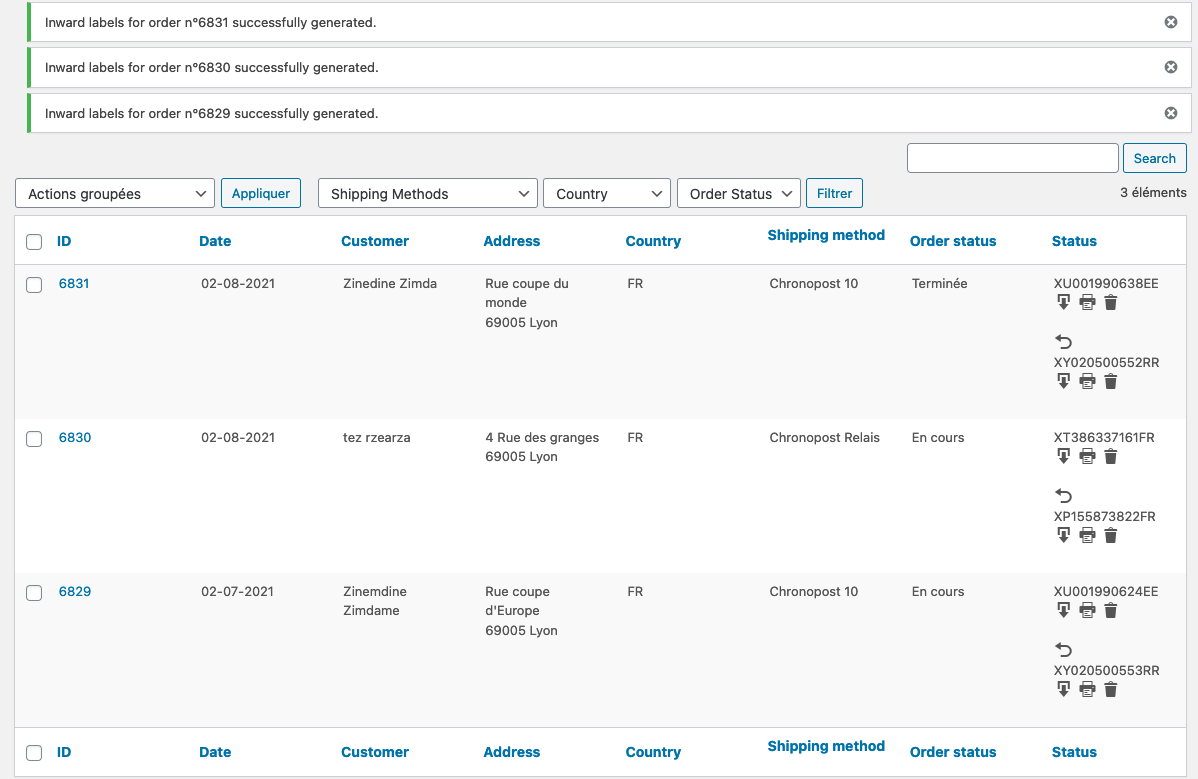 Inward labels for order n°6831 successfully generated.
Inward labels for order n°6830 successfully generated.
Inward labels for order n°6829 successfully generated.
Search
Actions groupées Appliquer Shipping Methods Country Order Status Filtrer 3 éléments
ID Date Customer Address Country Shipping method Order status Status
6831 02-08-2021 Zinedine Zimda Rue coupe du FR Chronopost 10 Terminée XU001990638EE
monde
69005 Lyon
XY020500552RR
6830 02-08-2021 tez rzearza 4 Rue des granges FR Chronopost Relais En cours XT386337161FR
69005 Lyon
XP155873822FR
6829 02-07-2021 Zinemdine Rue coupe FR Chronopost 10 En cours XU001990624EE
Zimdame d'Europe
69005 Lyon
XY020500553RR
ID Date Customer Address Country Shipping method Order status Status